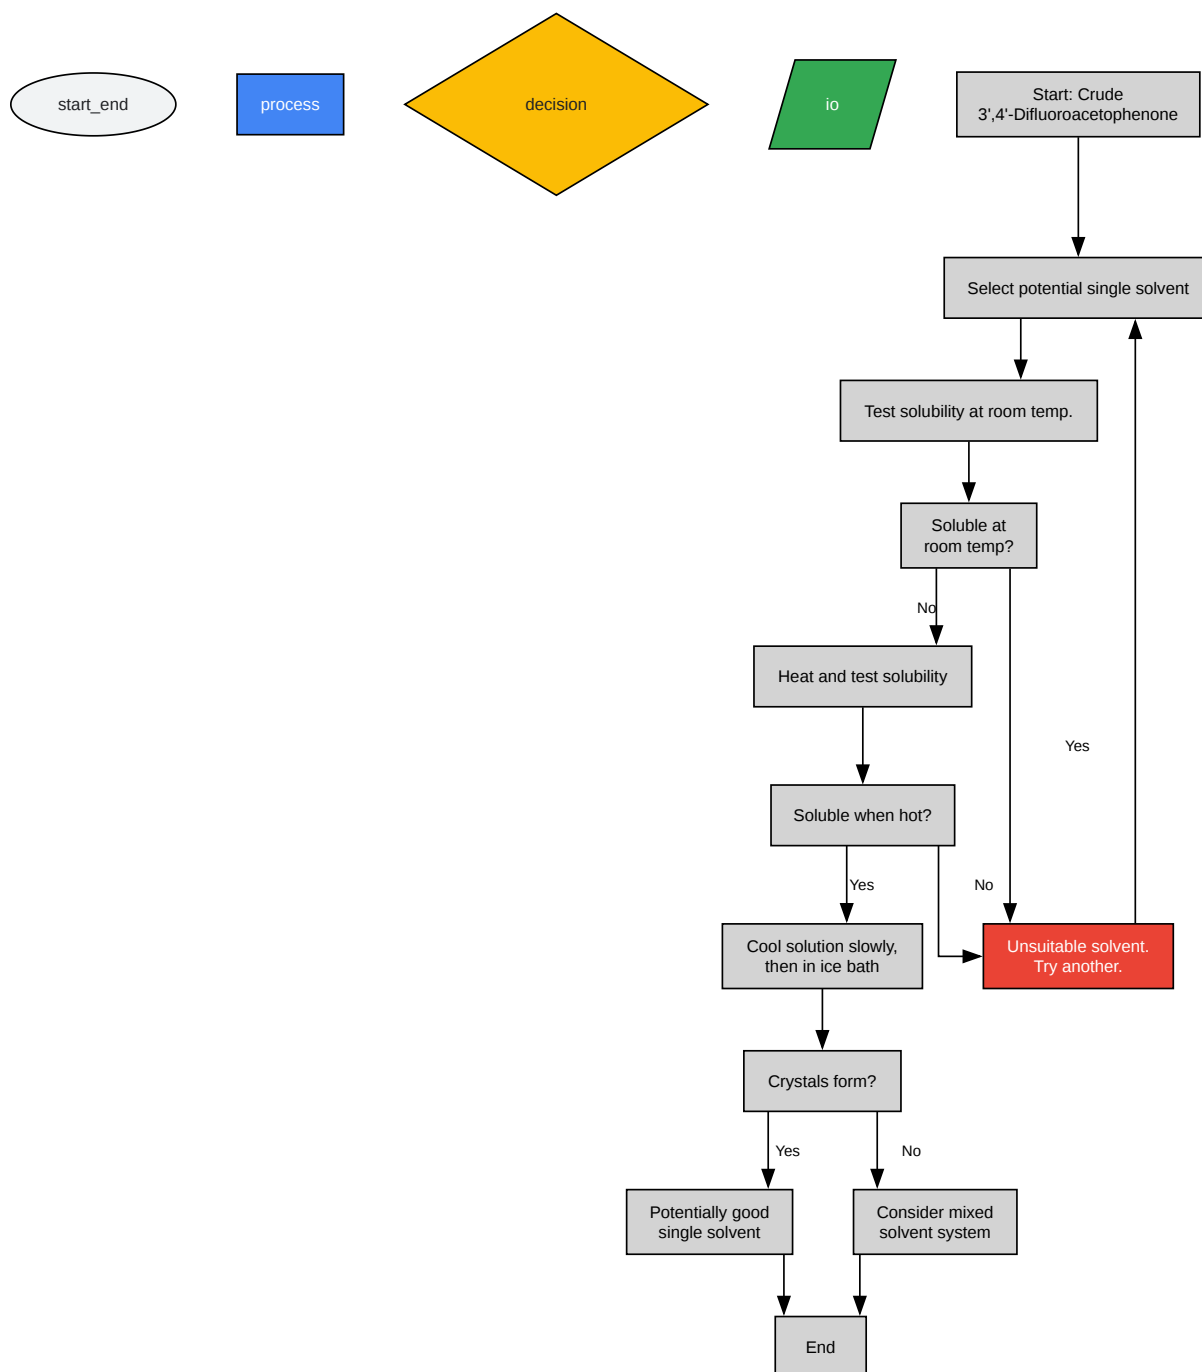 start_end
process
decision
io
Start: Crude
3',4'-Difluoroacetophenone
Select potential single solvent
Test solubility at room temp.
Soluble at
room temp?
No
Heat and test solubility
Yes
Soluble when hot?
Yes
No
Cool solution slowly,
then in ice bath
Unsuitable solvent.
Try another.
Crystals form?
Yes
No
Potentially good
single solvent
Consider mixed
solvent system
End